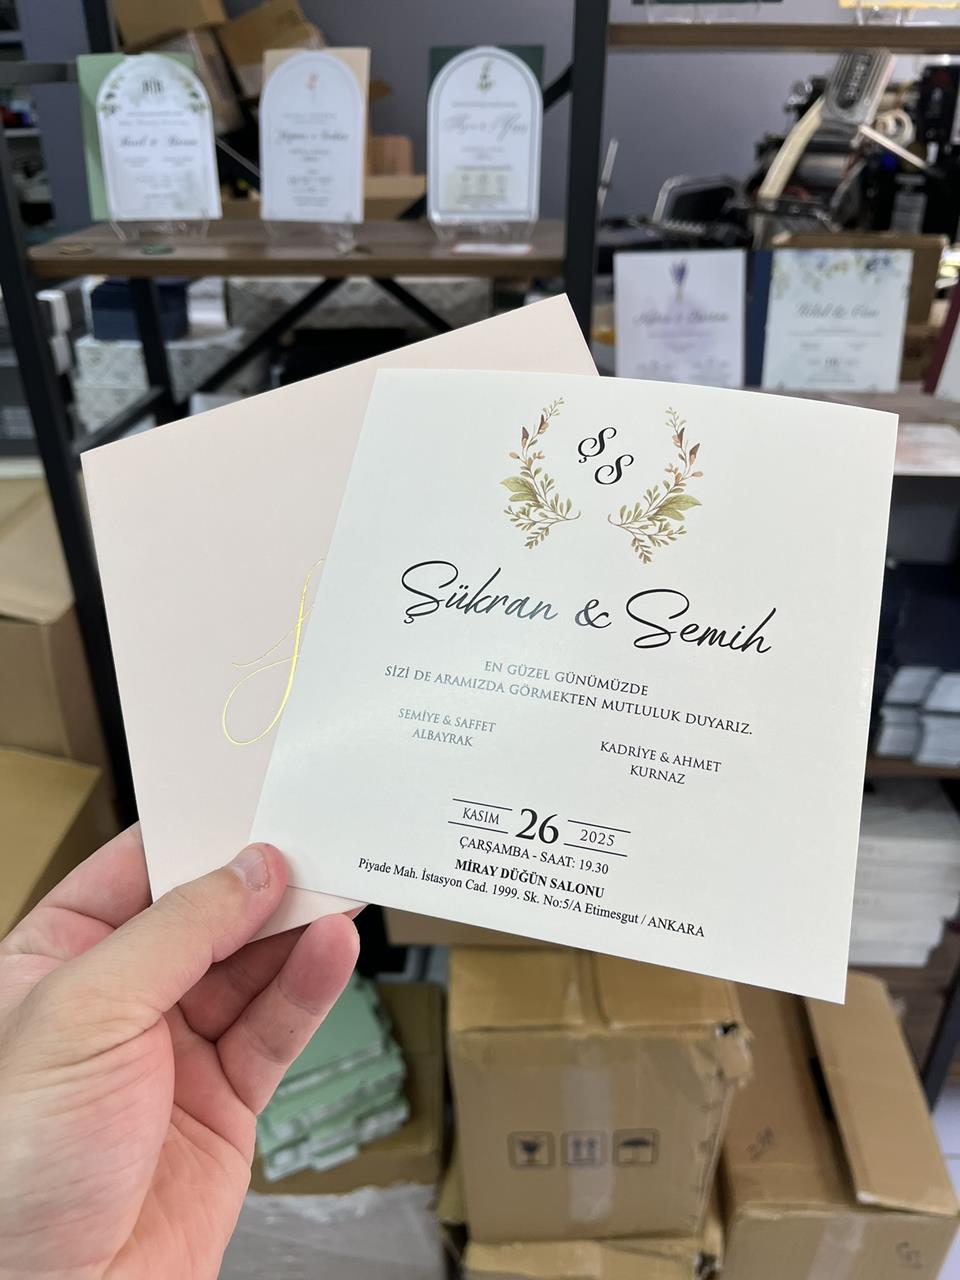 Ş
S
Şükran & Semih
EN GÜZEL GÜNÜMÜZDE
SİZİ DE ARAMIZDA GÖRMEKTEN MUTLULUK DUYARIZ.
SEMİYE & SAFFET
ALBAYRAK
KADRİYE & AHMET
KURNAZ
KASIM 26 2025
ÇARŞAMBA - SAAT: 19.30
MİRAY DÜĞÜN SALONU
Piyade Mah. İstasyon Cad. 1999. Sk. No:5/A Etimesgut / ANKARA